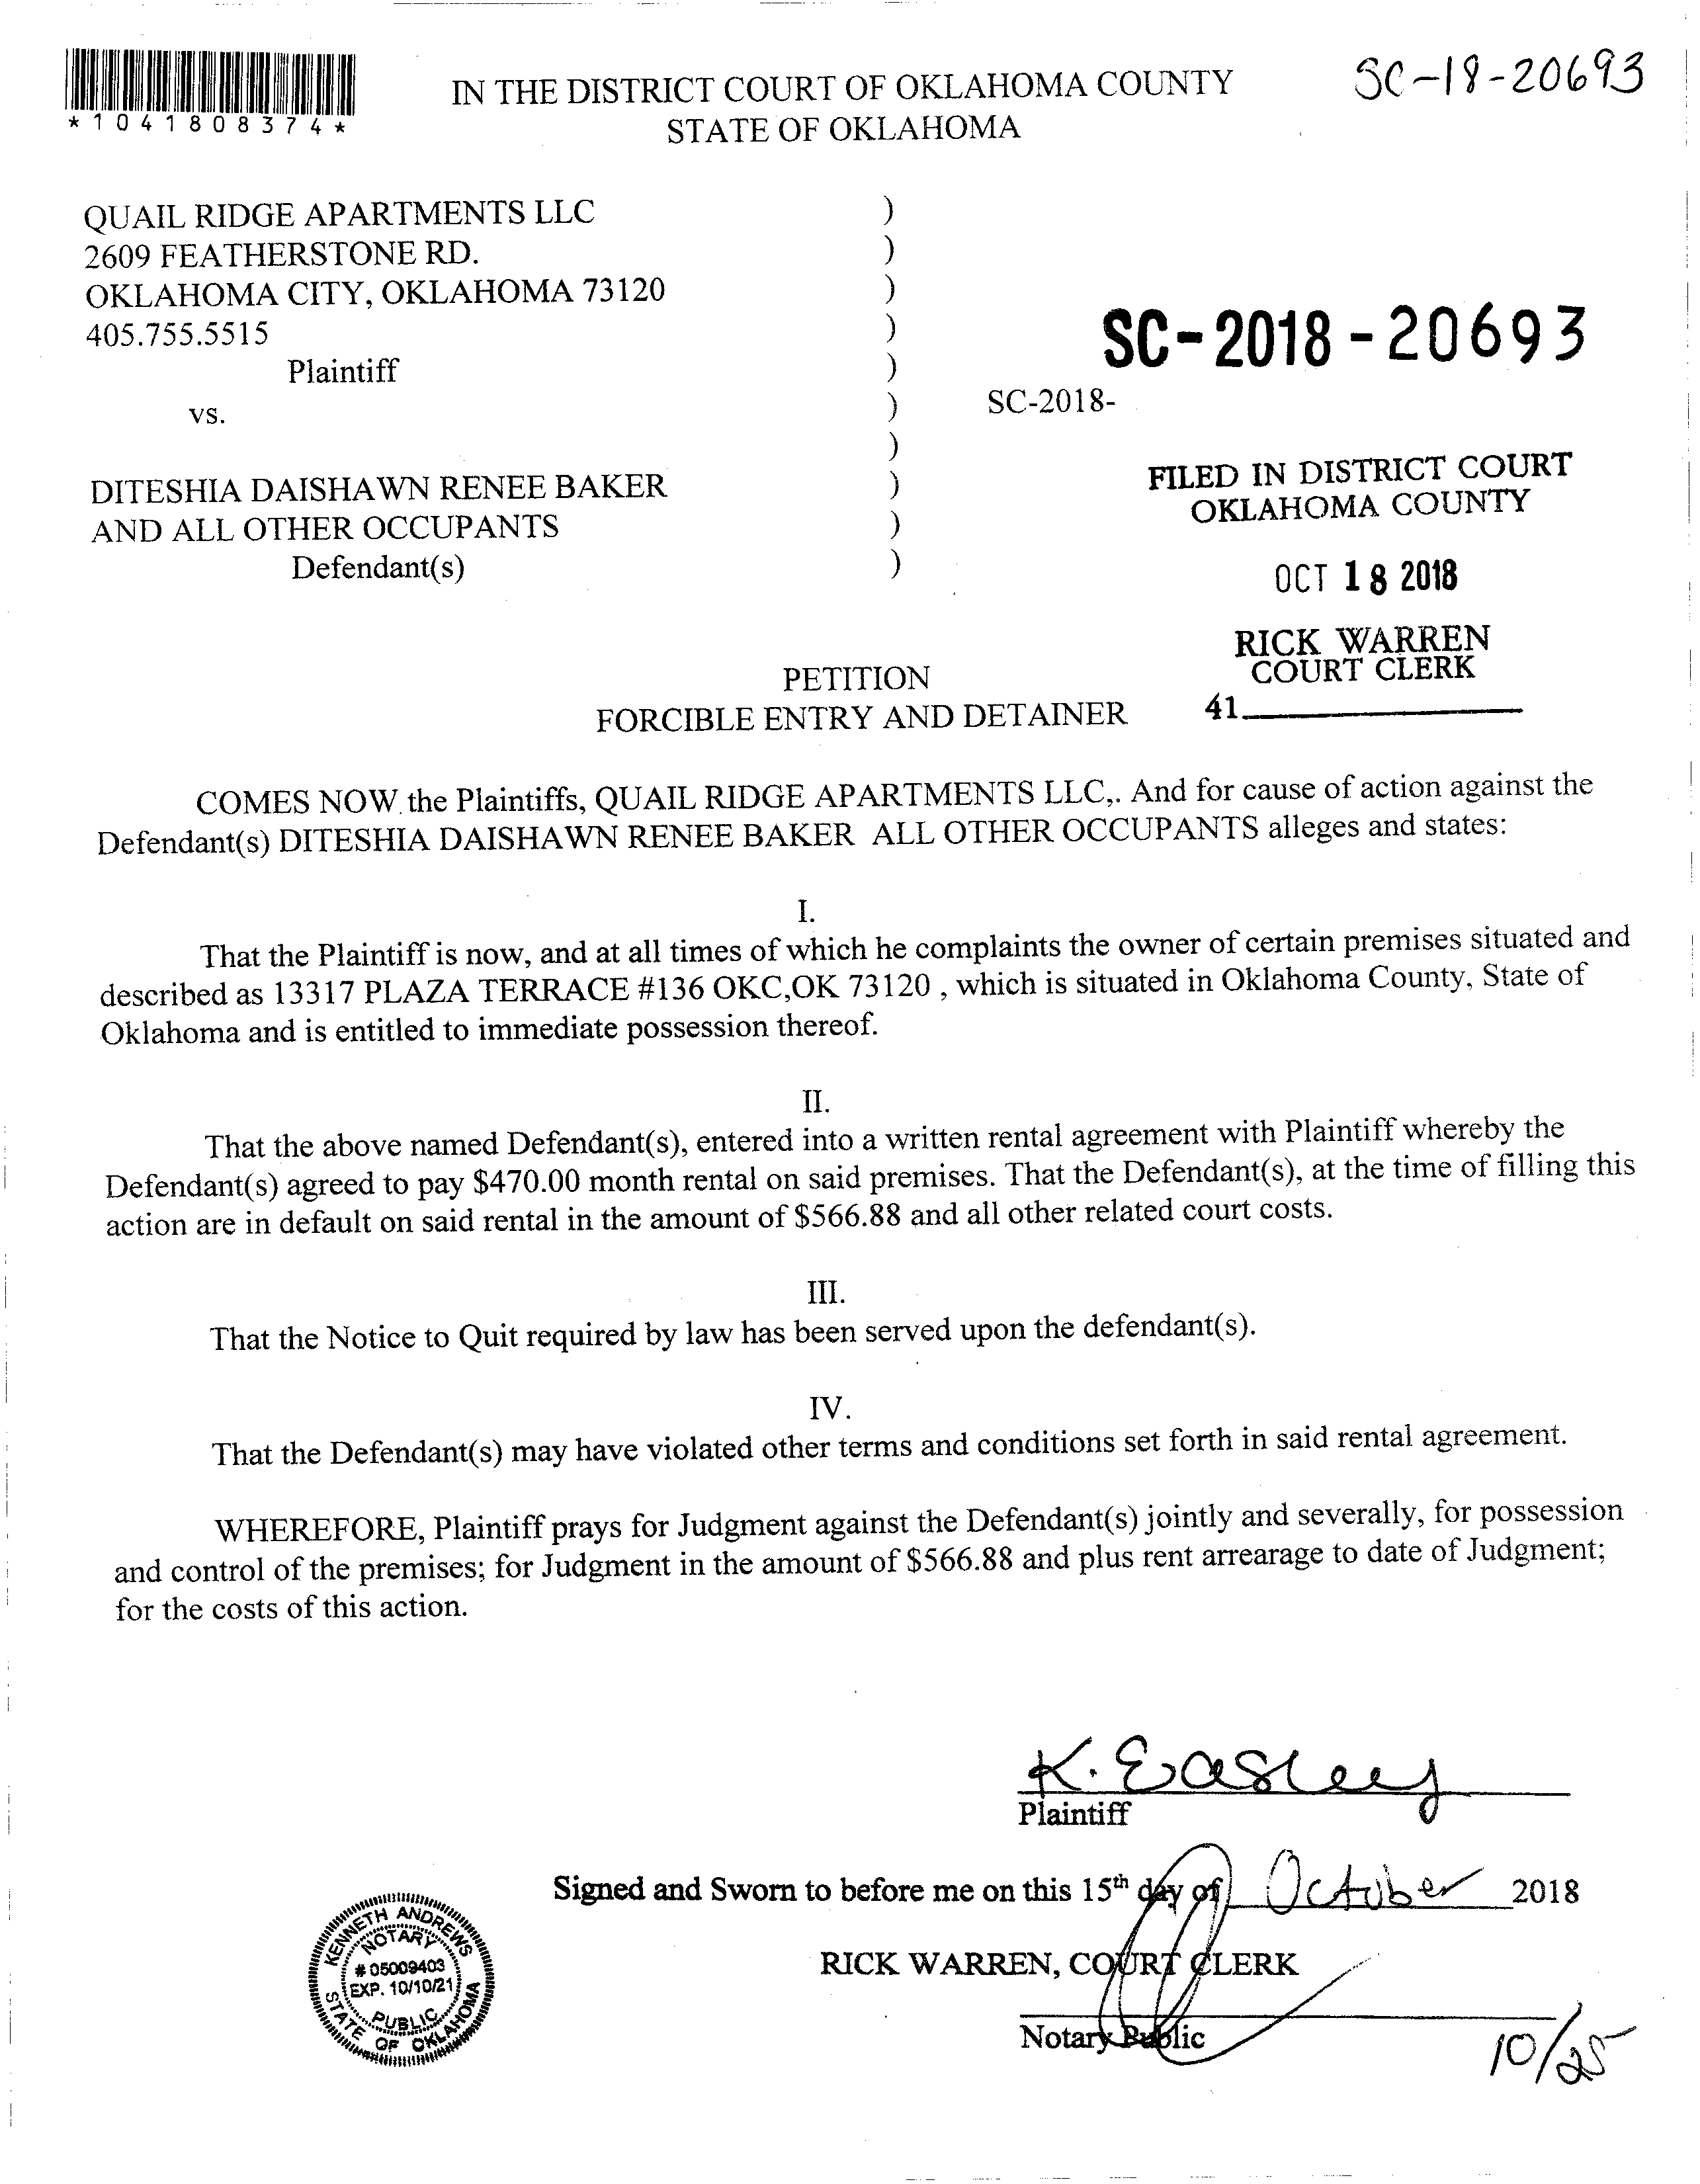 *1041808374*
IN THE DISTRICT COURT OF OKLAHOMA COUNTY
STATE OF OKLAHOMA
SC-18-20693
QUAIL RIDGE APARTMENTS LLC )
2609 FEATHERSTONE RD. )
OKLAHOMA CITY, OKLAHOMA 73120 )
405.755.5515 )
Plaintiff )
SC-2018-20693
vs. )
SC-2018-
)
DITESHIA DAISHAWN RENEE BAKER )
AND ALL OTHER OCCUPANTS )
Defendant(s) )
FILED IN DISTRICT COURT
OKLAHOMA COUNTY
OCT 18 2018
RICK WARREN
COURT CLERK
41
PETITION
FORCIBLE ENTRY AND DETAINER
COMES NOW the Plaintiffs, QUAIL RIDGE APARTMENTS LLC,. And for cause of action against the
Defendant(s) DITESHIA DAISHAWN RENEE BAKER ALL OTHER OCCUPANTS alleges and states:
I.
That the Plaintiff is now, and at all times of which he complaints the owner of certain premises situated and
described as 13317 PLAZA TERRACE #136 OKC,OK 73120 , which is situated in Oklahoma County, State of
Oklahoma and is entitled to immediate possession thereof.
II.
That the above named Defendant(s), entered into a written rental agreement with Plaintiff whereby the
Defendant(s) agreed to pay $470.00 month rental on said premises. That the Defendant(s), at the time of filling this
action are in default on said rental in the amount of $566.88 and all other related court costs.
III.
That the Notice to Quit required by law has been served upon the defendant(s).
IV.
That the Defendant(s) may have violated other terms and conditions set forth in said rental agreement.
WHEREFORE, Plaintiff prays for Judgment against the Defendant(s) jointly and severally, for possession
and control of the premises; for Judgment in the amount of $566.88 and plus rent arrearage to date of Judgment;
for the costs of this action.
K. Easley
Plaintiff
Signed and Sworn to before me on this 15th day of October 2018
RICK WARREN, COURT CLERK
Notary Public
10/25
KENNETH ANDREWS
NOTARY
# 05009403
EXP. 10/10/21
PUBLIC
STATE OF OKLAHOMA